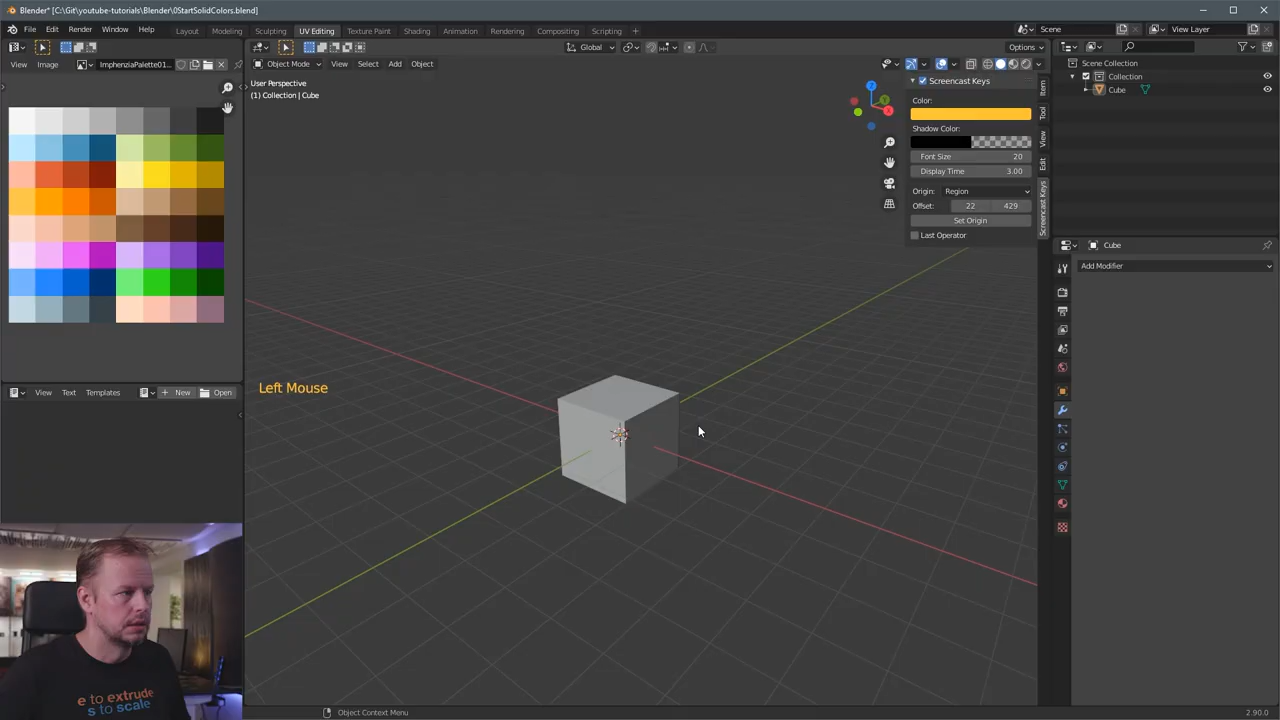 Blender* [C:\Git\youtube-tutorials\Blender\0StartSolidColors.blend]
File Edit Render Window Help Layout Modeling Sculpting UV Editing Texture Paint Shading Animation Rendering Compositing Scripting Scene View Layer
Global Options
View Image ImphenziaPalette01... Object Mode View Select Add Object
User Perspective
(1) Collection | Cube
Screencast Keys
Color:
Shadow Color:
Font Size 20
Display Time 3.00
Origin: Region
Offset: 22 429
Set Origin
Last Operator
Item
Tool
View
Edit
Screencast Keys
Scene Collection
Collection
Cube
Cube
Add Modifier
Left Mouse
View Text Templates New Open
e to extrude
s to scale
Object Context Menu
2.90.0